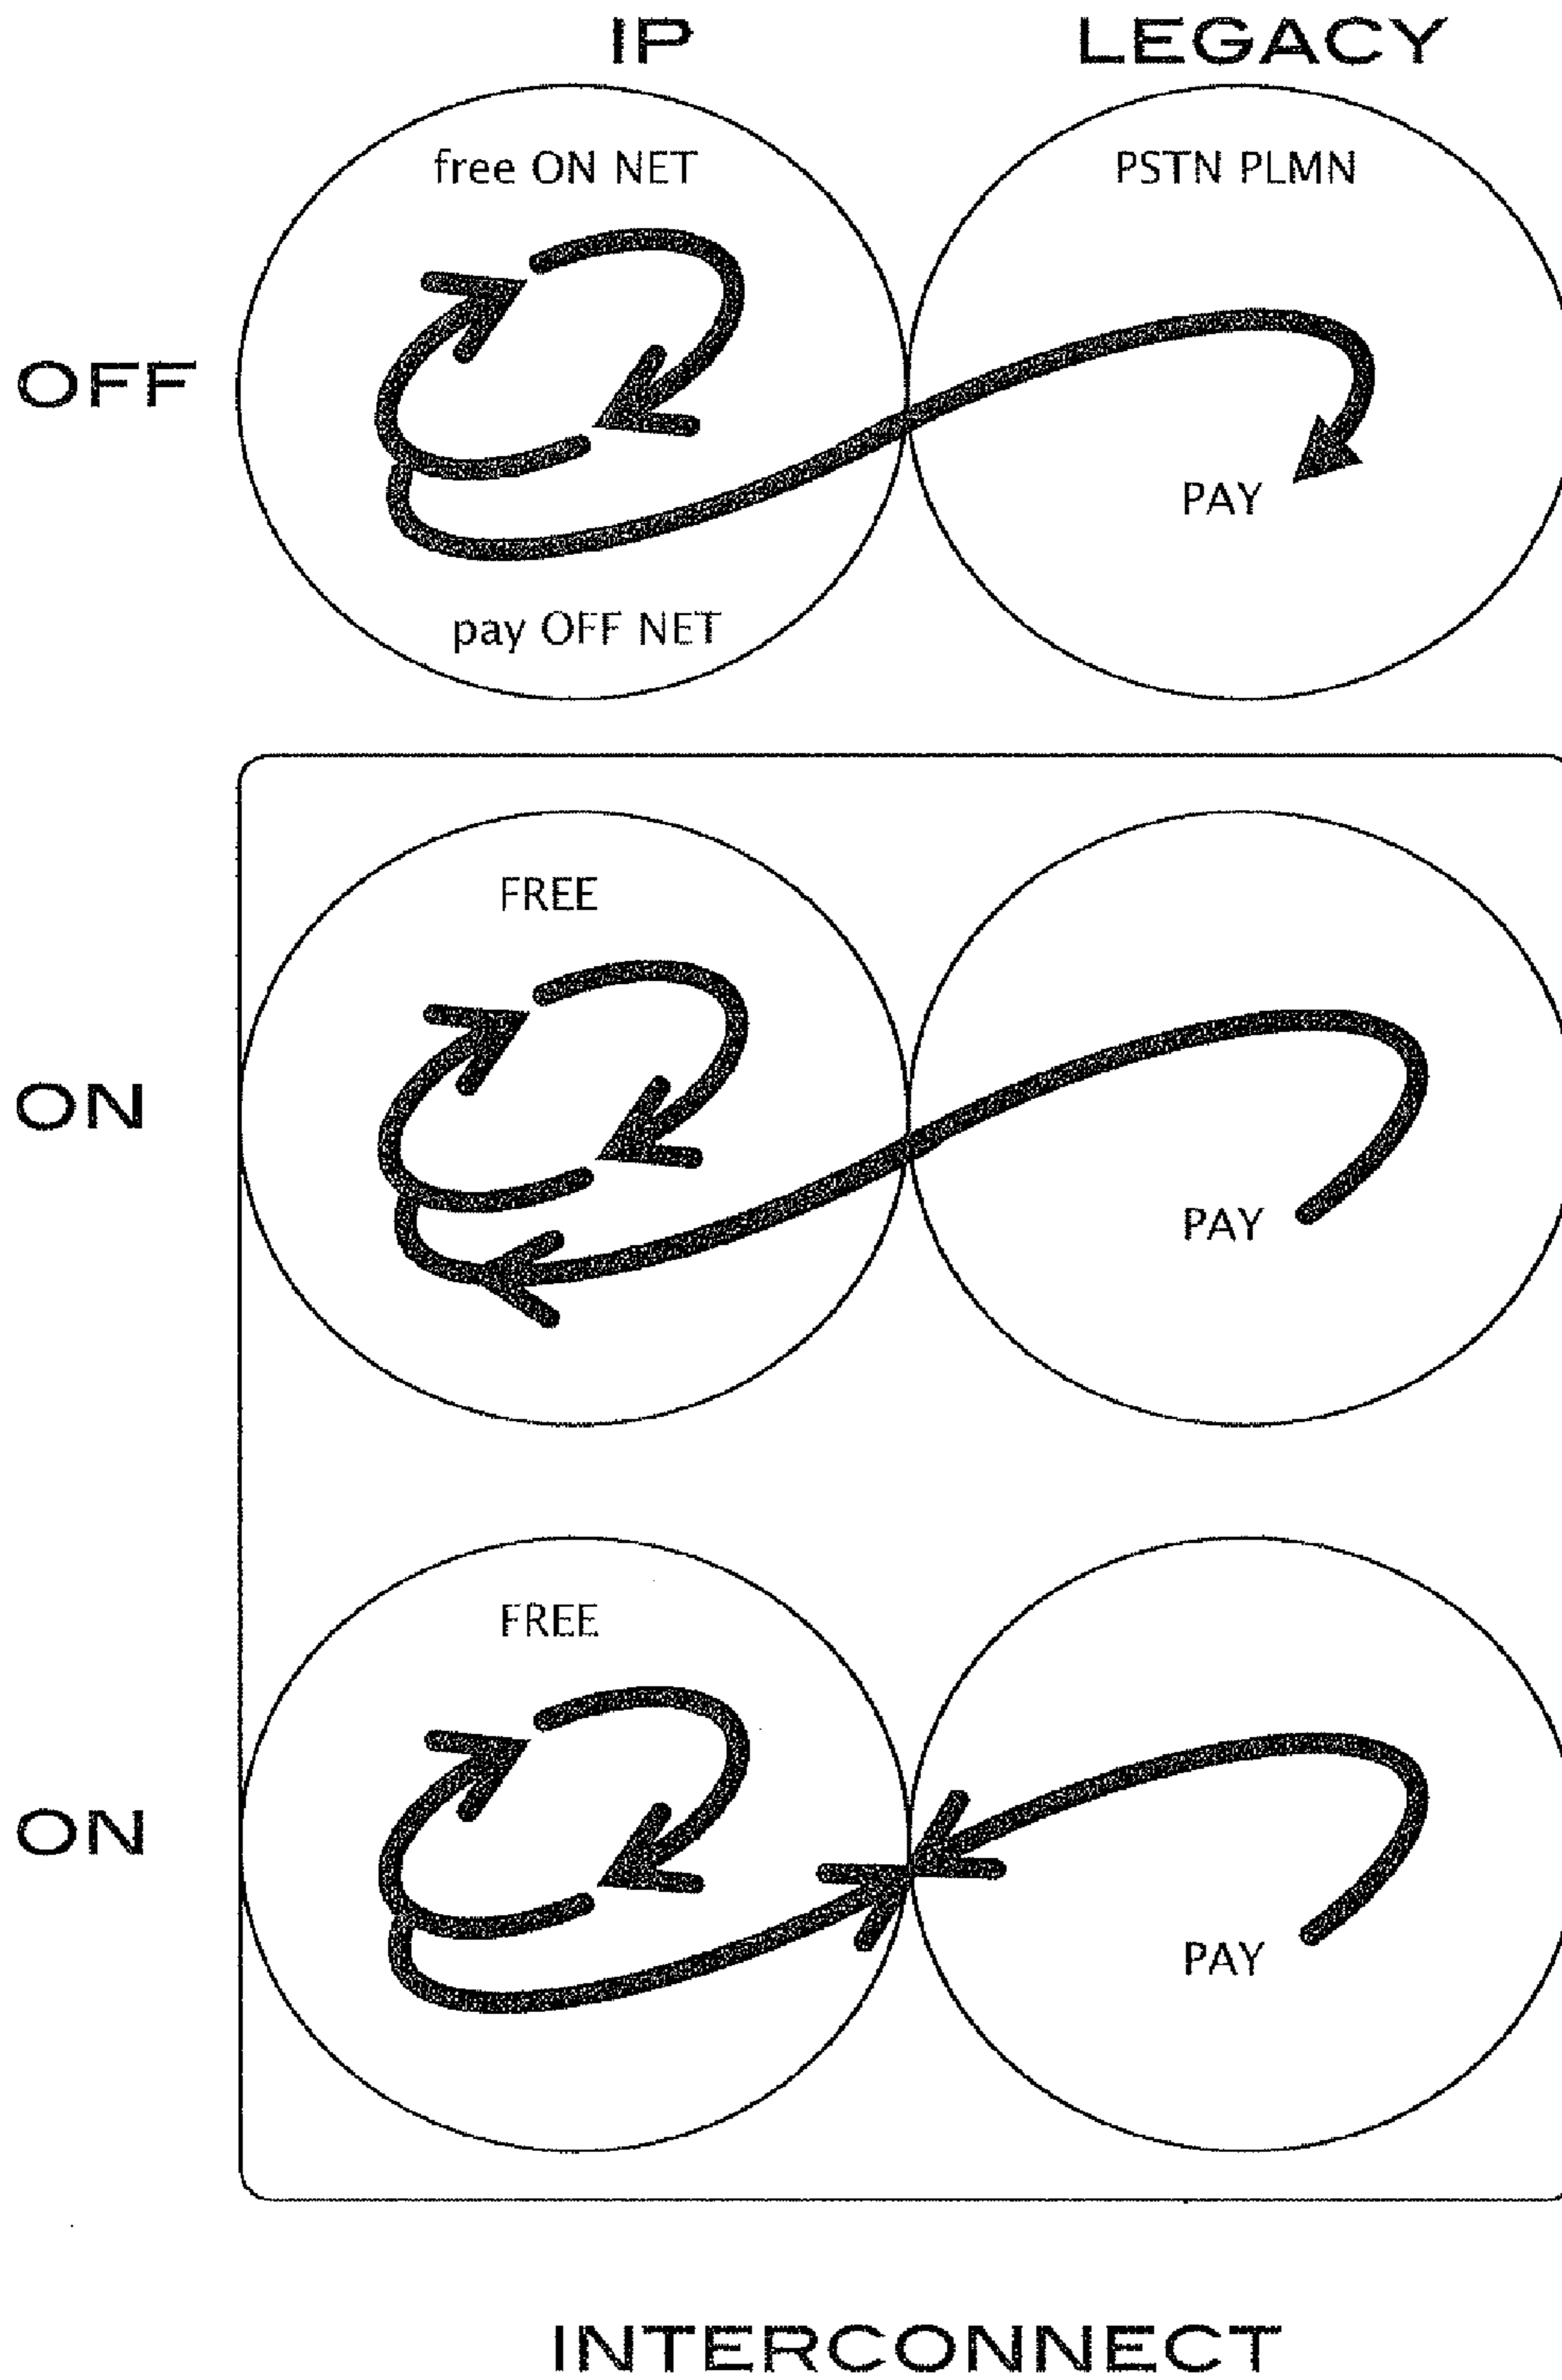 IP LEGACY
free ON NET PSTN PLMN
OFF
PAY
pay OFF NET
FREE
ON
PAY
FREE
ON
PAY
INTERCONNECT